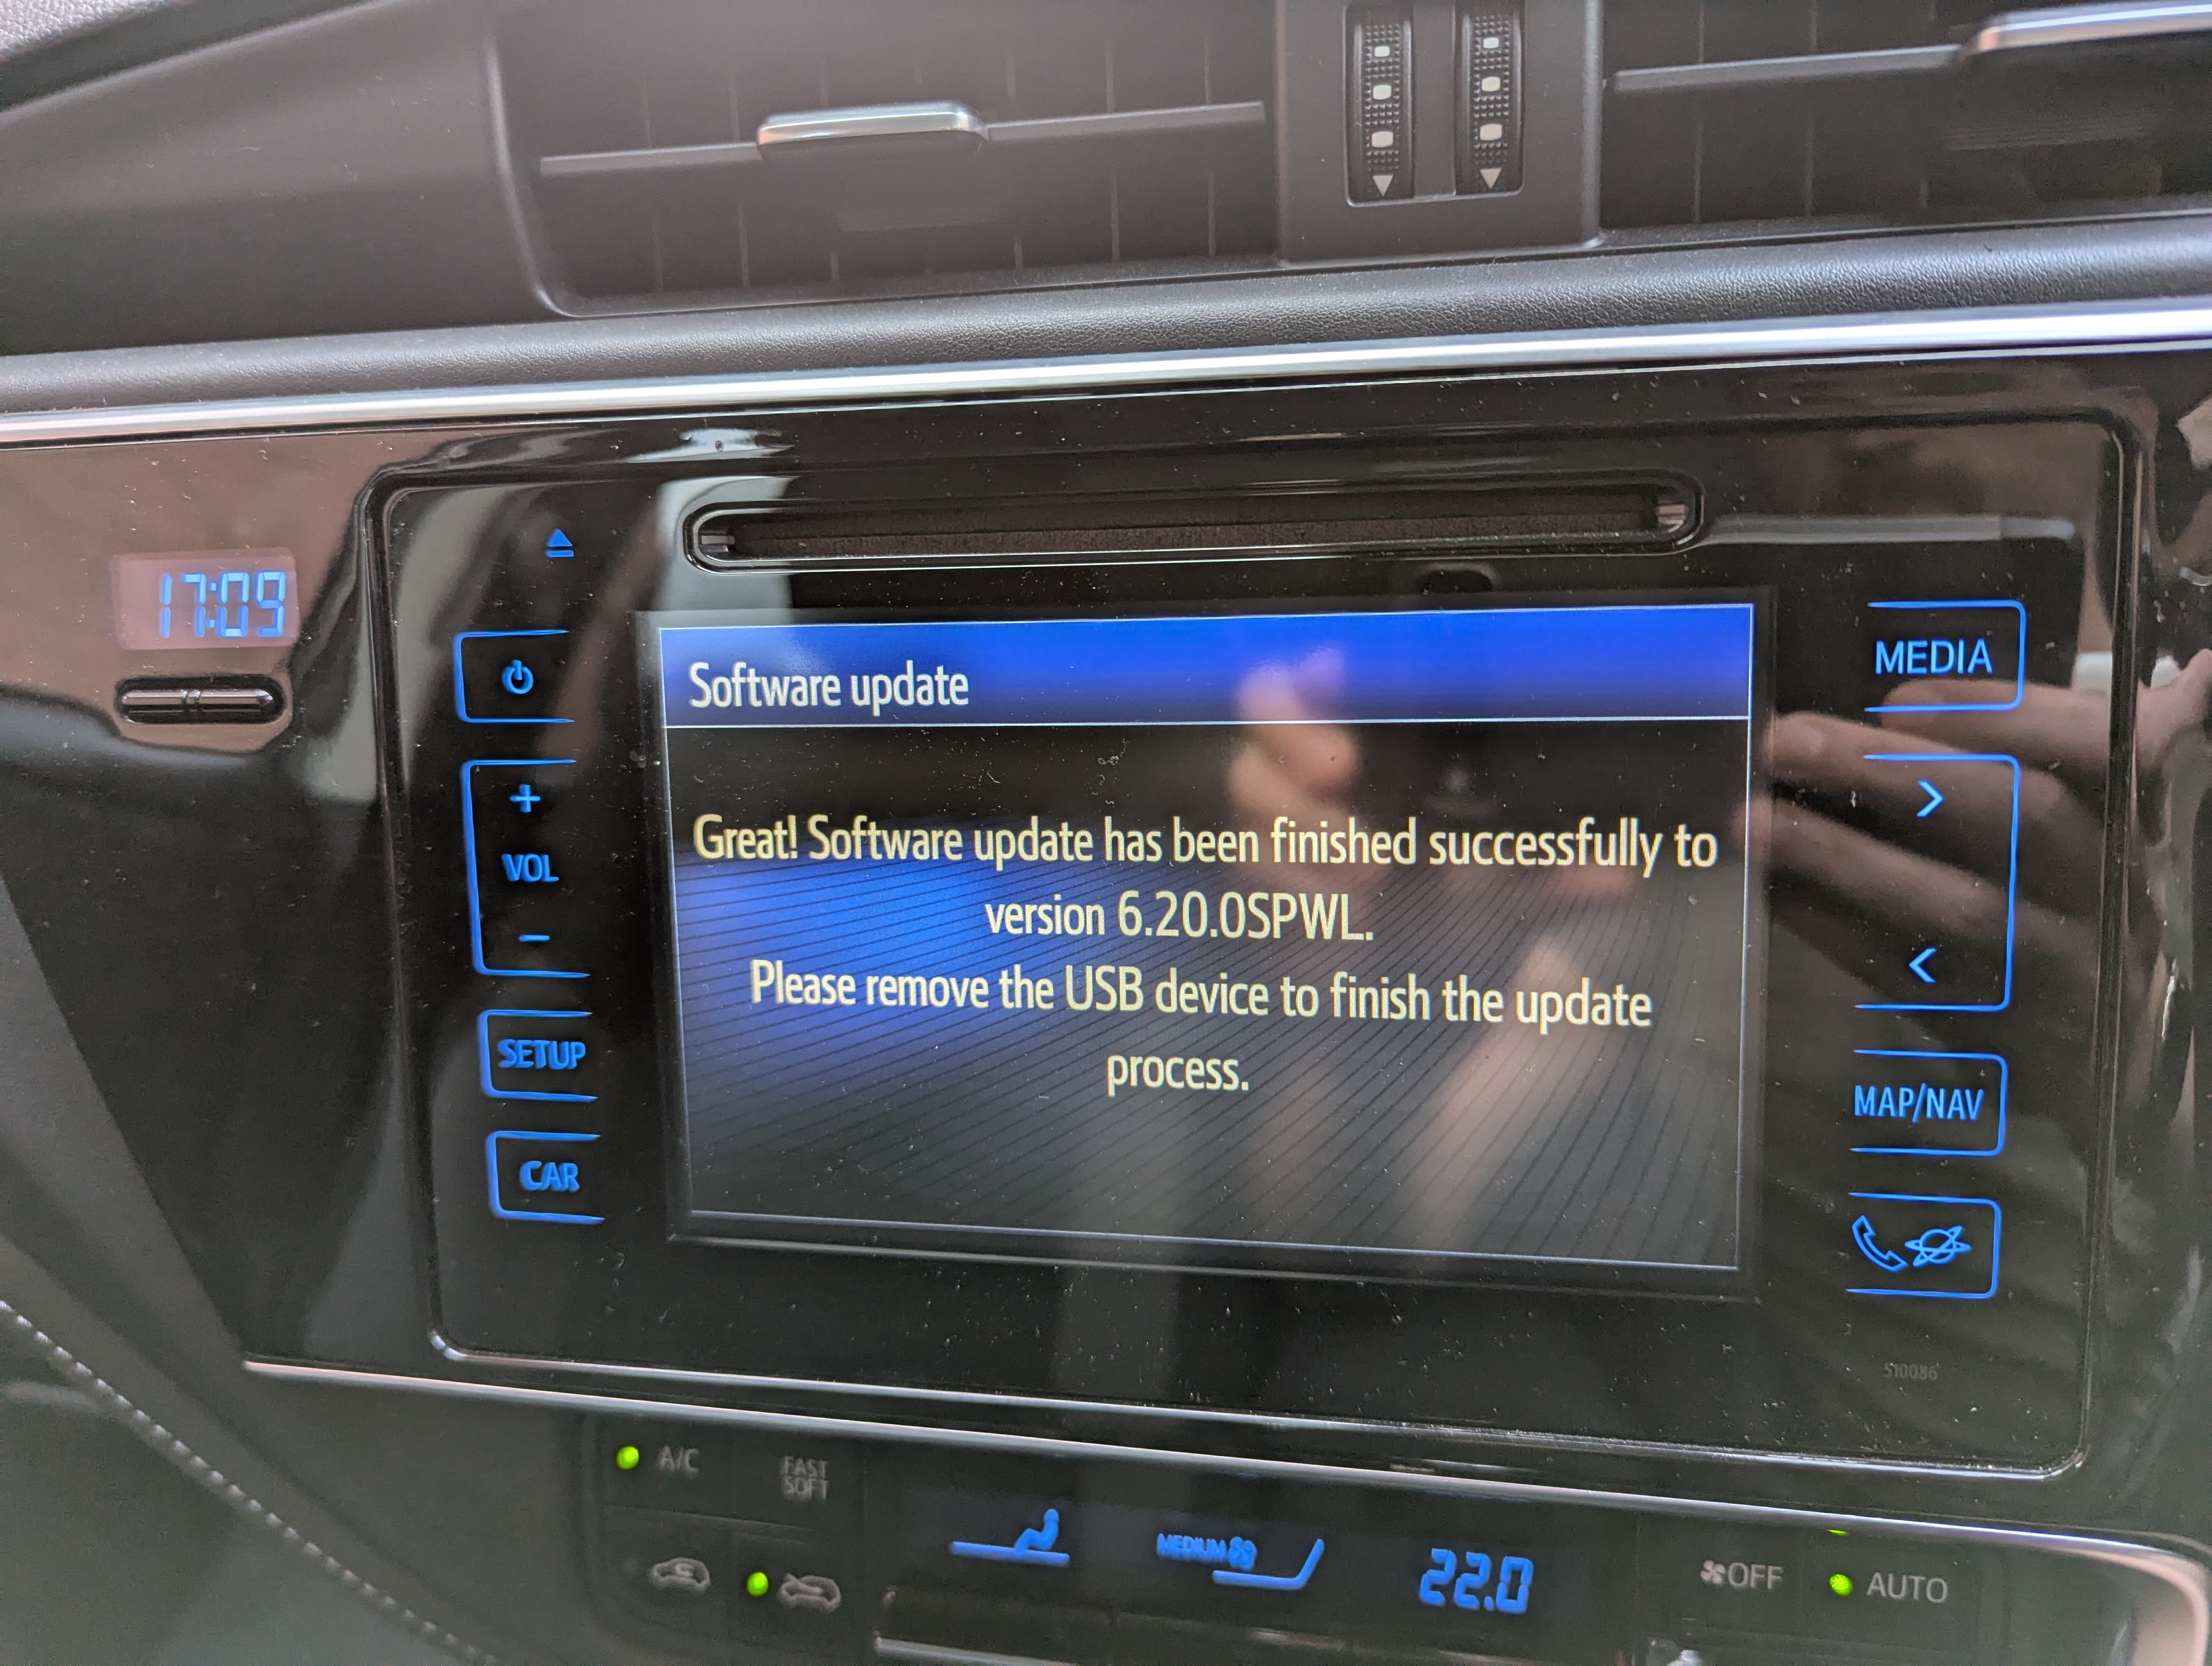 17:09
MEDIA
Software update
VOL
Great! Software update has been finished successfully to
version 6.20.0SPWL.
Please remove the USB device to finish the update
process.
SETUP
MAP/NAV
CAR
510086
A/C
FAST
SOFT
MEDIUM
22.0
OFF
AUTO